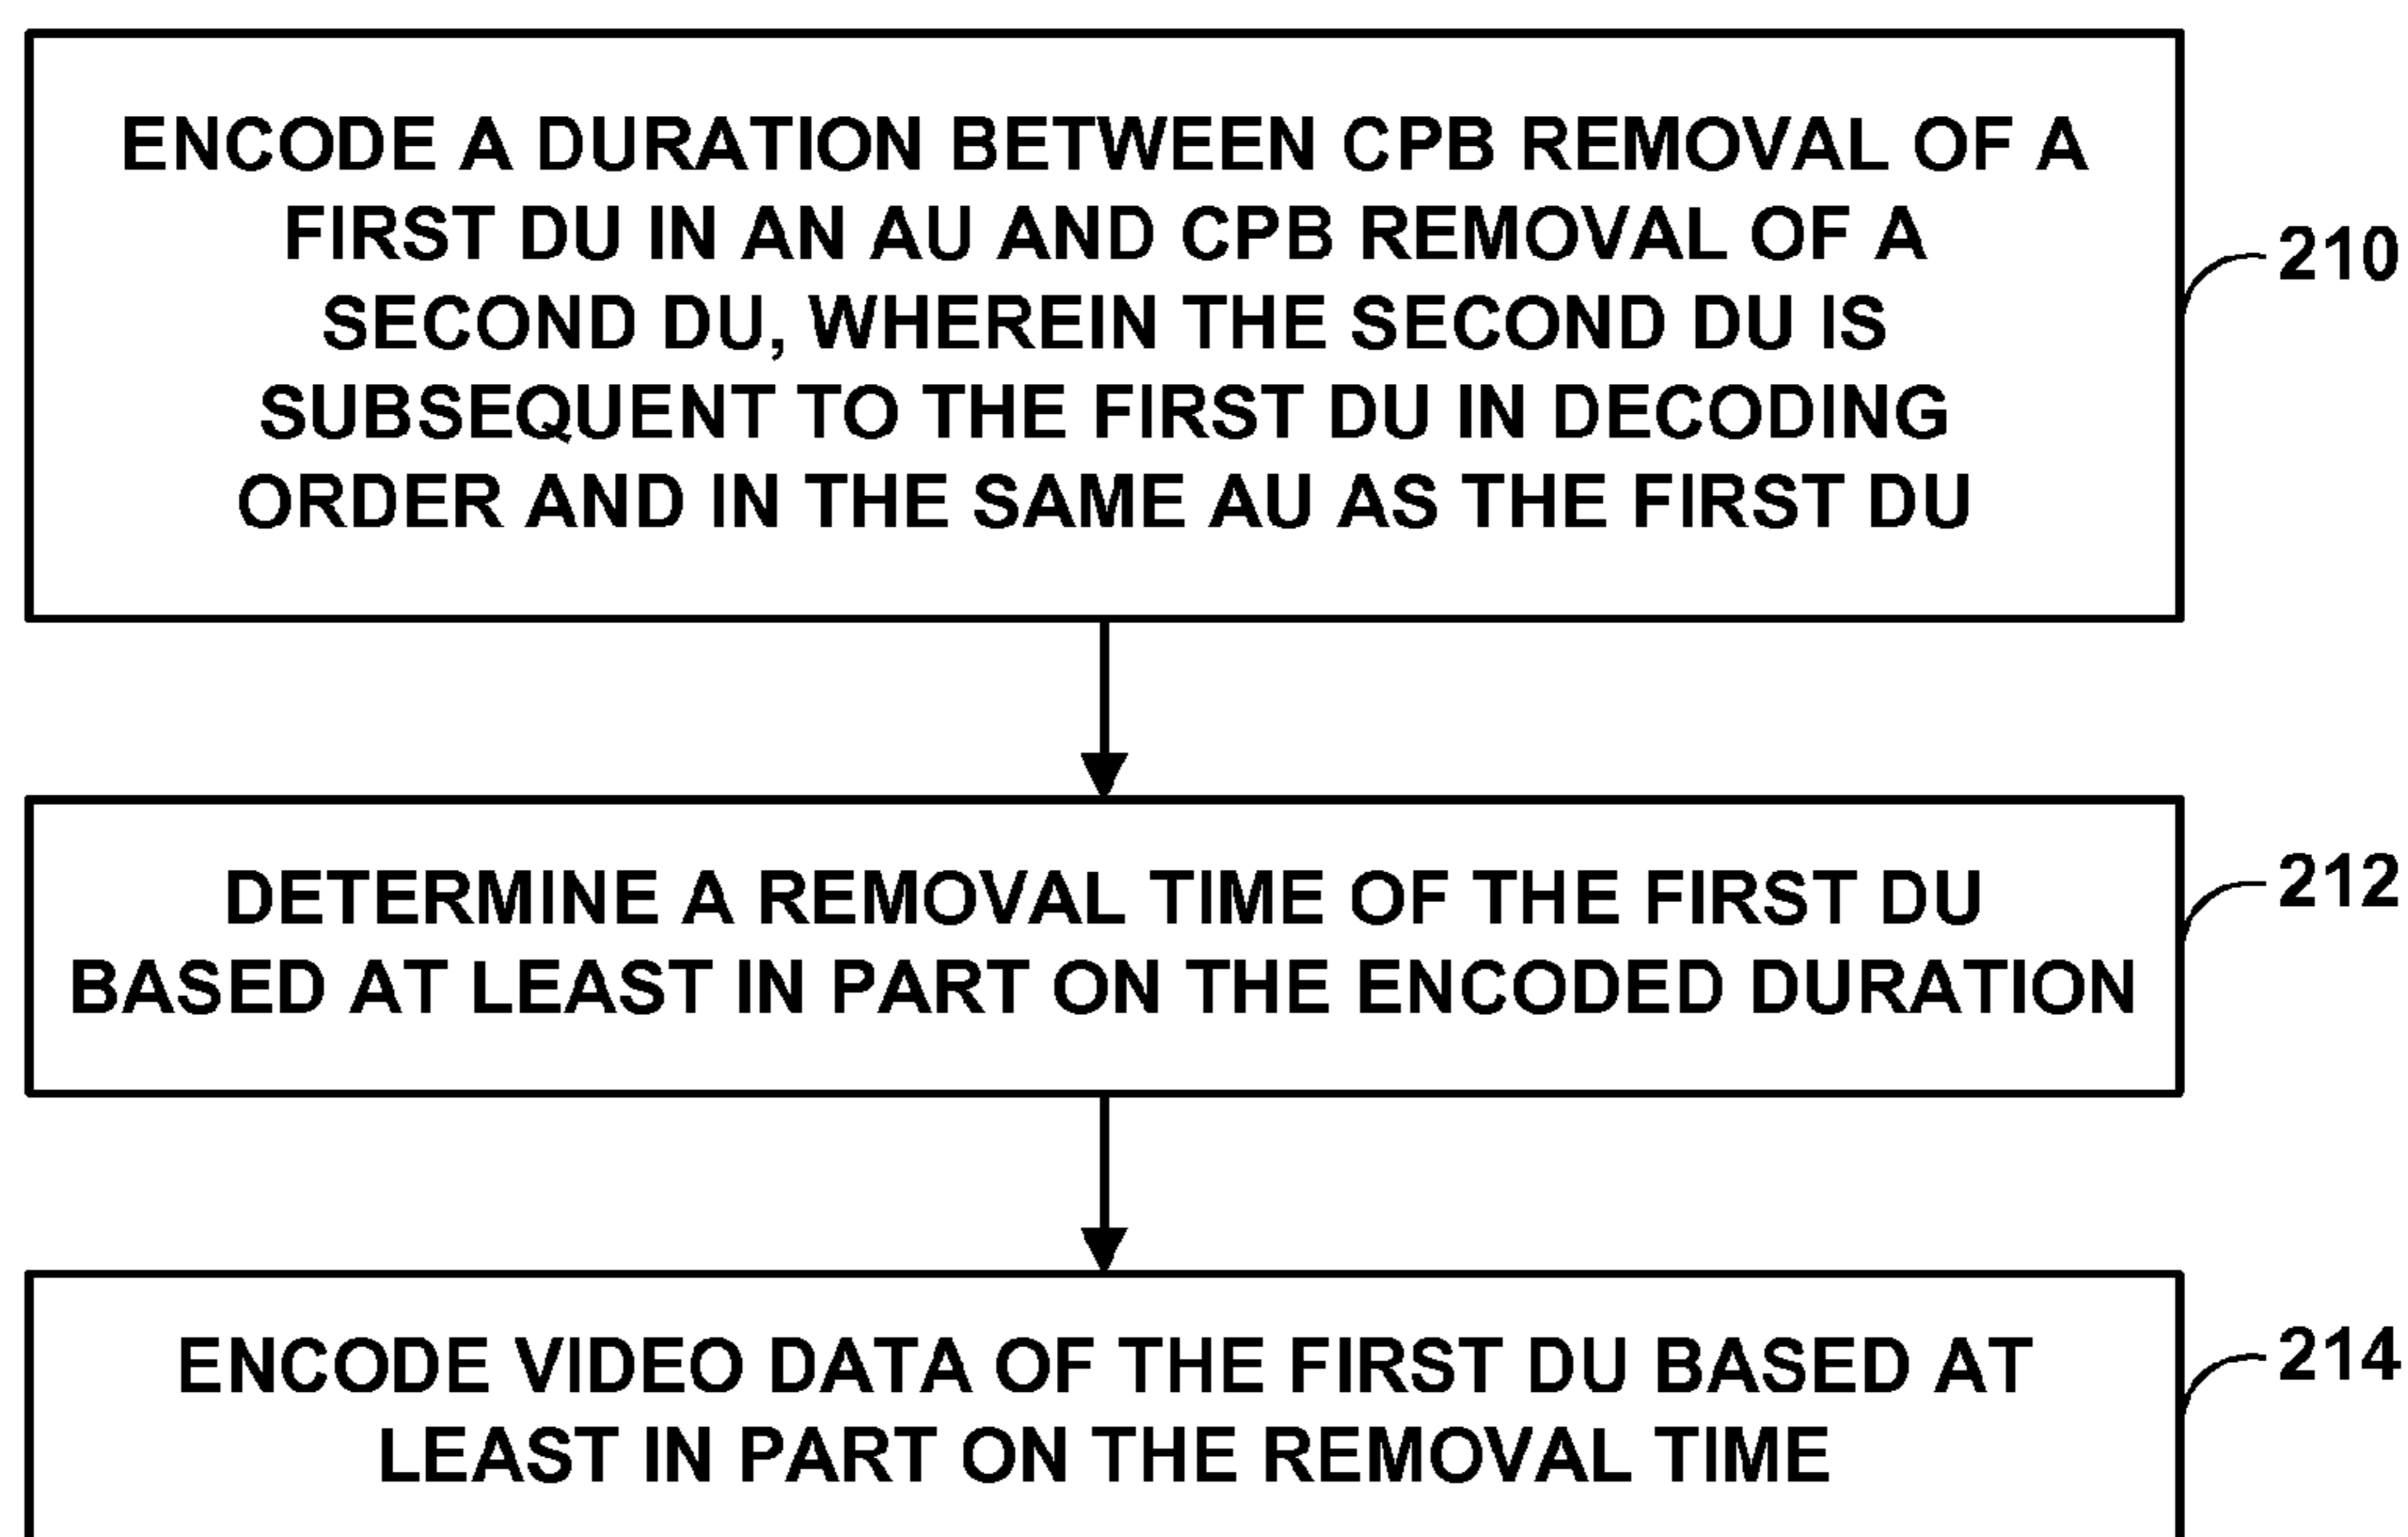 ENCODE A DURATION BETWEEN CPB REMOVAL OF A
FIRST DU IN AN AU AND CPB REMOVAL OF A
SECOND DU, WHEREIN THE SECOND DU IS
SUBSEQUENT TO THE FIRST DU IN DECODING
ORDER AND IN THE SAME AU AS THE FIRST DU
210
DETERMINE A REMOVAL TIME OF THE FIRST DU
BASED AT LEAST IN PART ON THE ENCODED DURATION
212
ENCODE VIDEO DATA OF THE FIRST DU BASED AT
LEAST IN PART ON THE REMOVAL TIME
214